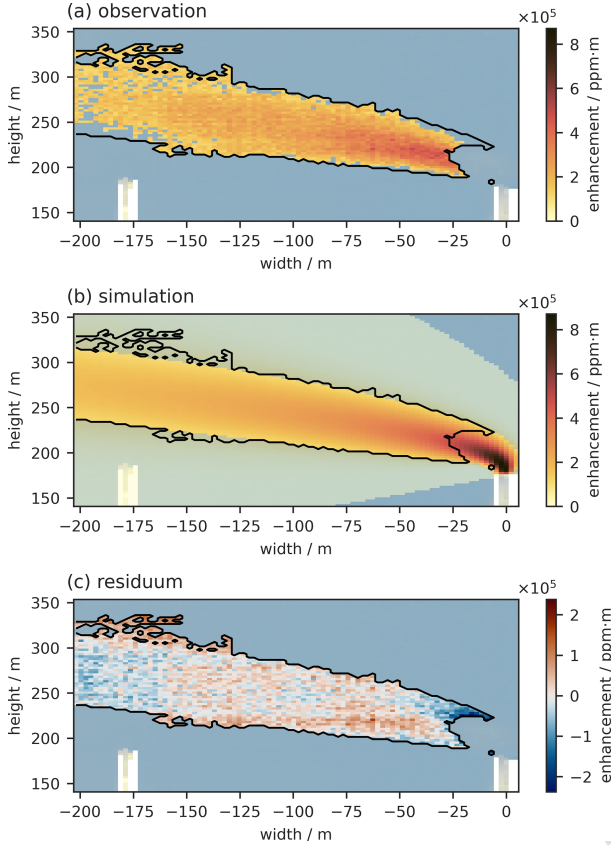 (a) observation
×10⁵
350
300
250
200
150
height / m
−200 −175 −150 −125 −100 −75 −50 −25 0
width / m
8
6
4
2
0
enhancement / ppm·m
(b) simulation
×10⁵
350
300
250
200
150
height / m
−200 −175 −150 −125 −100 −75 −50 −25 0
width / m
8
6
4
2
0
enhancement / ppm·m
(c) residuum
×10⁵
350
300
250
200
150
height / m
−200 −175 −150 −125 −100 −75 −50 −25 0
width / m
2
1
0
−1
−2
enhancement / ppm·m